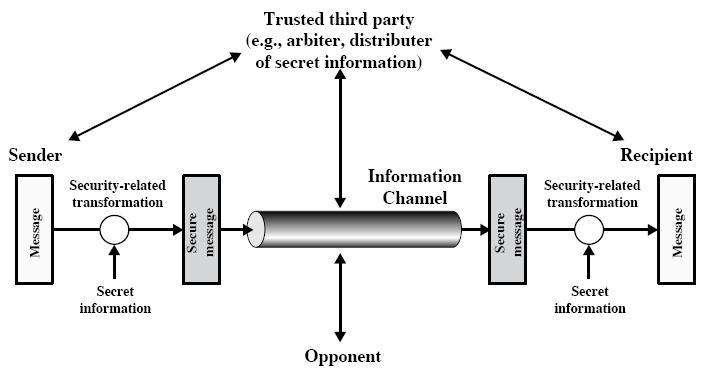 Trusted third party
(e.g., arbiter, distributer
of secret information)
Sender
Recipient
Information
Channel
Security-related
transformation
Security-related
transformation
Message
Secure
message
Secure
message
Message
Secret
information
Secret
information
Opponent